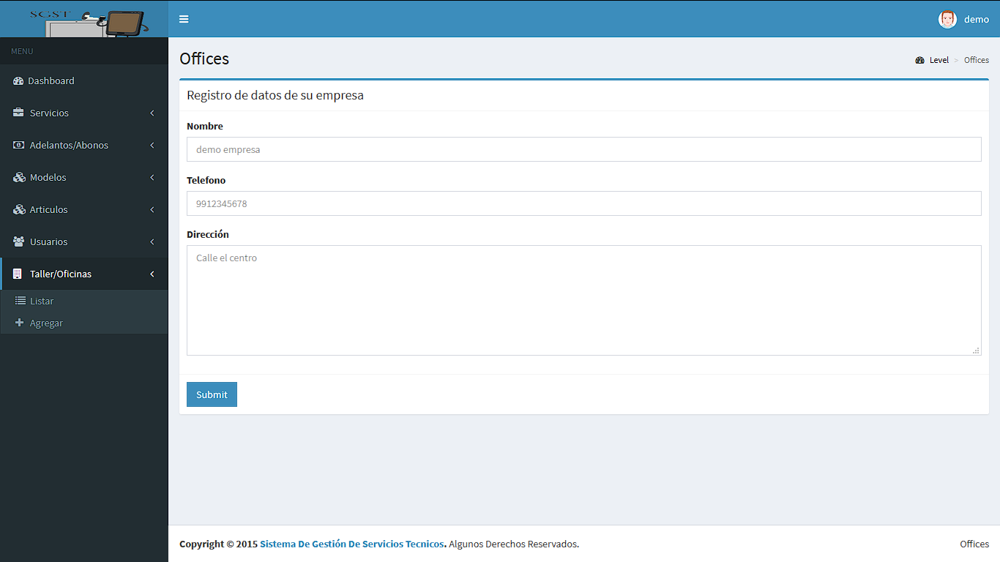 SGST
demo
MENU
Dashboard
Servicios
Adelantos/Abonos
Modelos
Articulos
Usuarios
Taller/Oficinas
Listar
Agregar
Offices
Level > Offices
Registro de datos de su empresa
Nombre
demo empresa
Telefono
9912345678
Dirección
Calle el centro
Submit
Copyright © 2015 Sistema De Gestión De Servicios Tecnicos. Algunos Derechos Reservados.
Offices